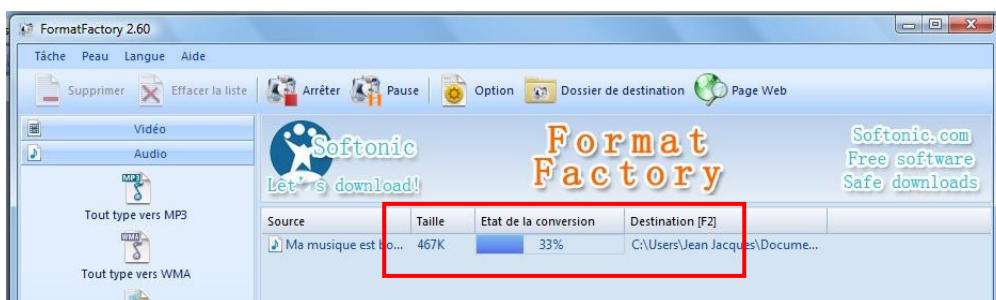 FormatFactory 2.60
Tâche Peau Langue Aide
Supprimer Effacer la liste Arrêter Pause Option Dossier de destination Page Web
Vidéo
Audio
MP3
Tout type vers MP3
WMA
Tout type vers WMA
Softonic
Let's download!
Format
Factory
Softonic.com
Free software
Safe downloads
Source Taille Etat de la conversion Destination [F2]
Ma musique est bo... 467K 33% C:\Users\Jean Jacques\Docume...